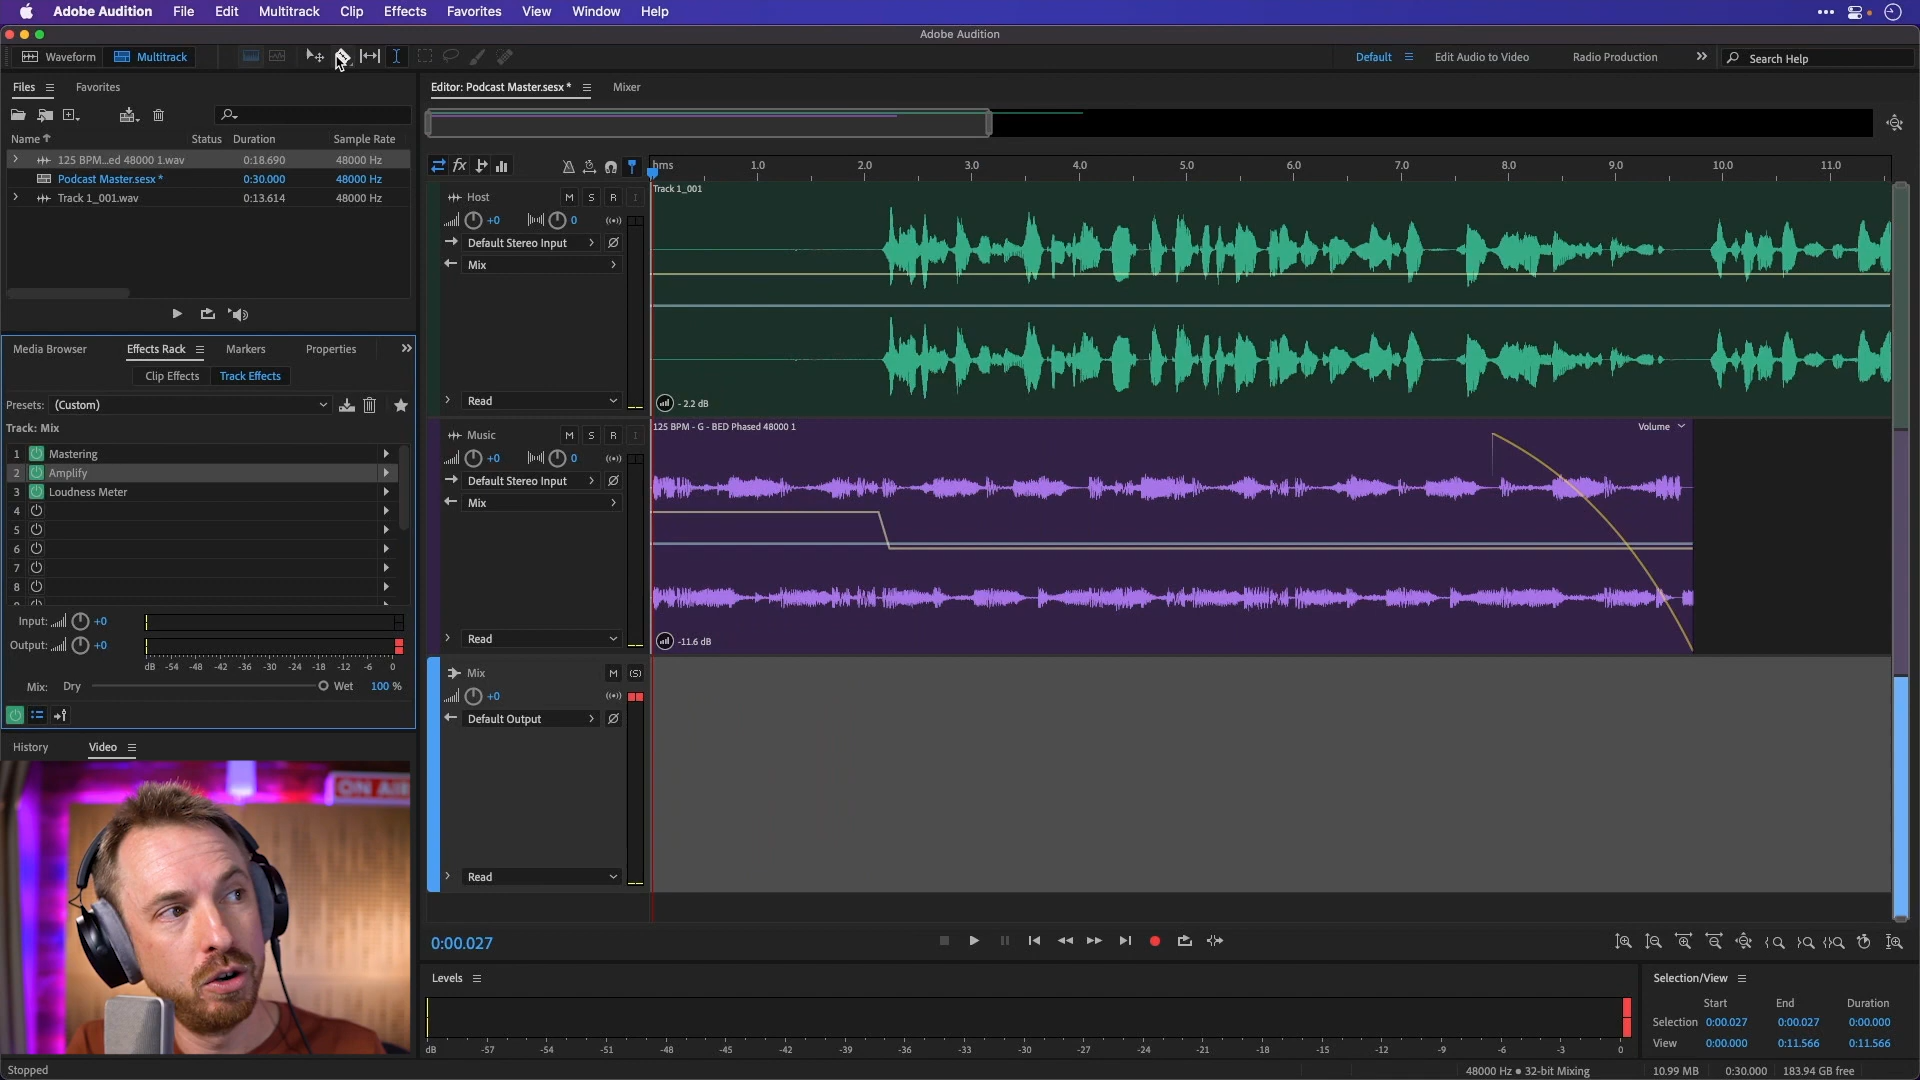 Adobe Audition File Edit Multitrack Clip Effects Favorites View Window Help
Adobe Audition
Waveform Multitrack
Default Edit Audio to Video Radio Production Search Help
Files Favorites
Name Status Duration Sample Rate
125 BPM...ed 48000 1.wav 0:18.690 48000 Hz
Podcast Master.sesx * 0:30.000 48000 Hz
Track 1_001.wav 0:13.614 48000 Hz
Media Browser Effects Rack Markers Properties
Clip Effects Track Effects
Presets: (Custom)
Track: Mix
1 Mastering
2 Amplify
3 Loudness Meter
4
5
6
7
8
Input: +0
Output: +0
dB -54 -48 -42 -36 -30 -24 -18 -12 -6 0
Mix: Dry Wet 100 %
History Video
ON AIR
Editor: Podcast Master.sesx * Mixer
fx
hms 1.0 2.0 3.0 4.0 5.0 6.0 7.0 8.0 9.0 10.0 11.0
Host M S R I
+0 0
Default Stereo Input
Mix
Read
Track 1_001
- 2.2 dB
Music M S R I
+0 0
Default Stereo Input
Mix
Read
125 BPM - G - BED Phased 48000 1 Volume
-11.6 dB
Mix M (S)
+0
Default Output
Read
0:00.027
Levels
dB -57 -54 -51 -48 -45 -42 -39 -36 -33 -30 -27 -24 -21 -18 -15 -12 -9 -6 -3 0
Selection/View
Start End Duration
Selection 0:00.027 0:00.027 0:00.000
View 0:00.000 0:11.566 0:11.566
Stopped 48000 Hz ● 32-bit Mixing 10.99 MB 0:30.000 183.94 GB free